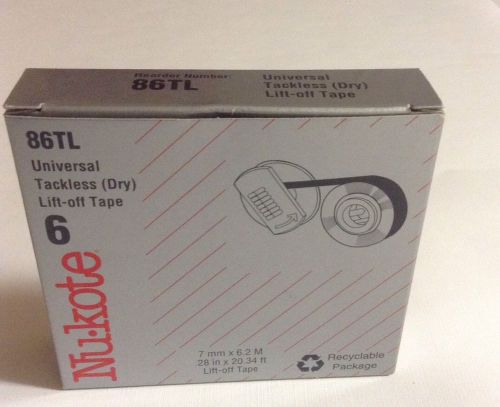 Reorder Number:
86TL
Universal
Tackless (Dry)
Lift-off Tape
86TL
Universal
Tackless (Dry)
Lift-off Tape
6
Nu·kote
7 mm x 6.2 M
28 in x 20.34 ft
Lift-off Tape
Recyclable
Package